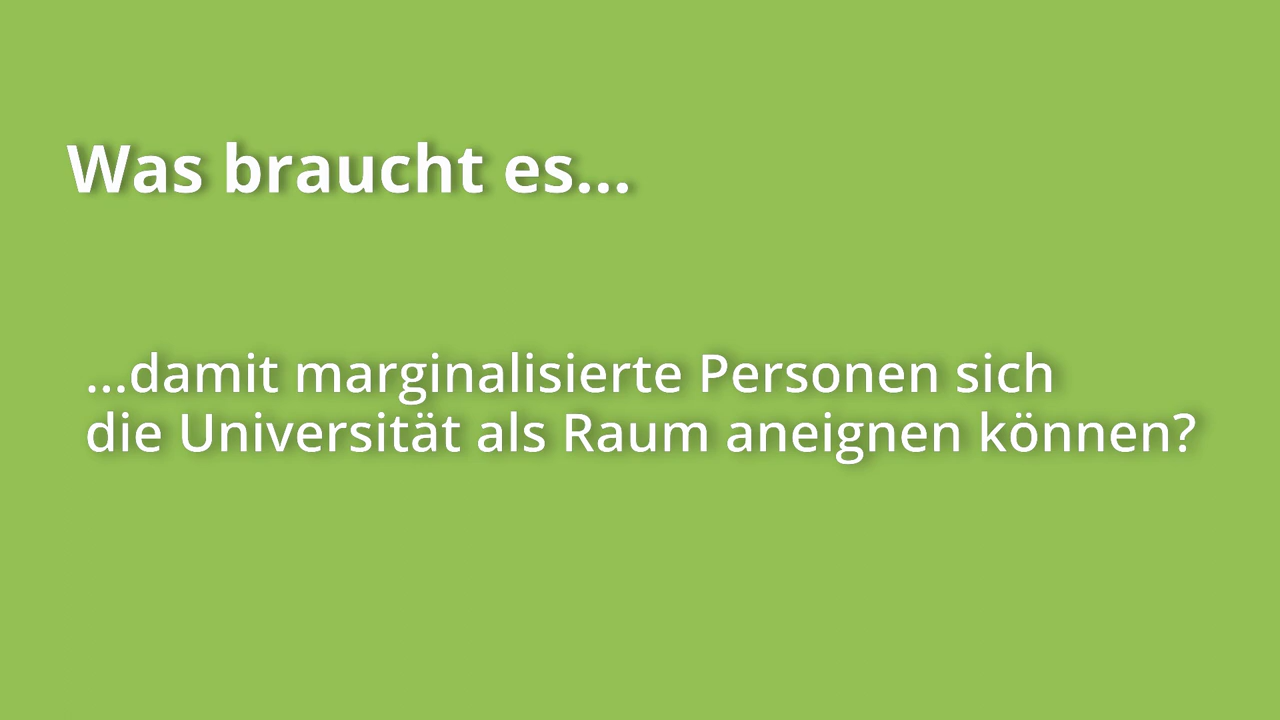 Was braucht es...
...damit marginalisierte Personen sich
die Universität als Raum aneignen können?